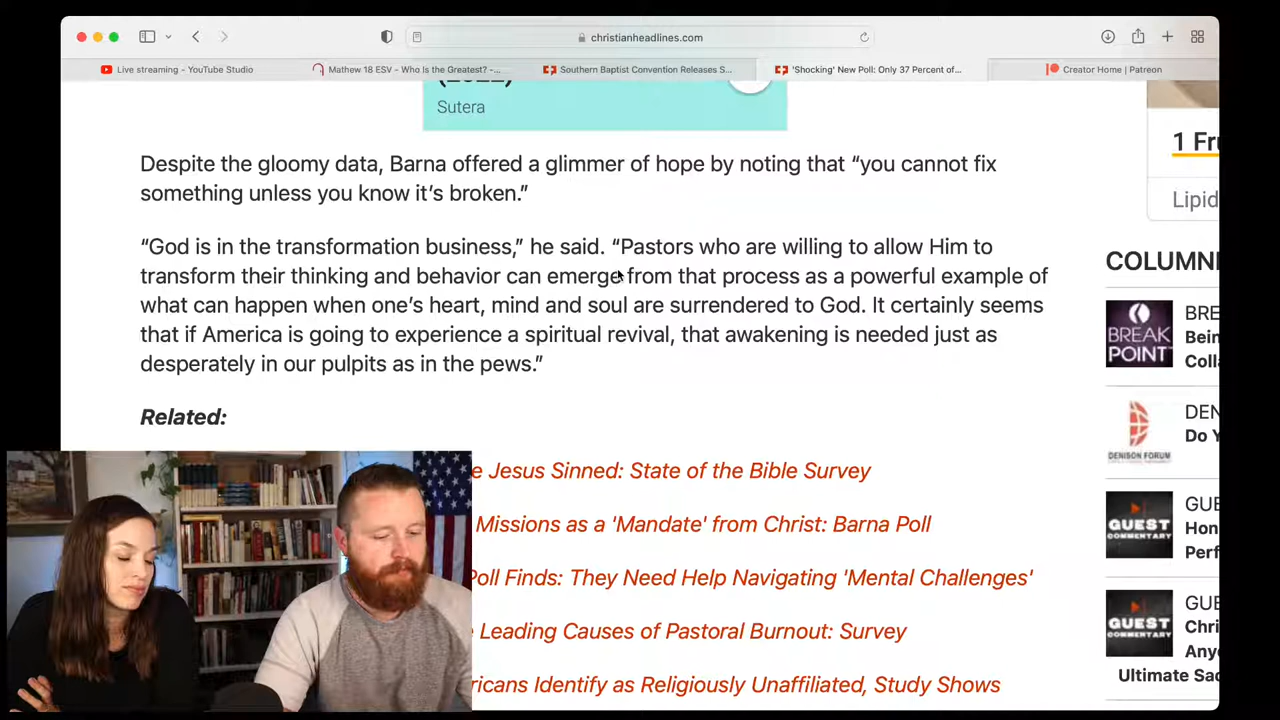 christianheadlines.com
Live streaming - YouTube Studio
Mathew 18 ESV - Who Is the Greatest? -...
Southern Baptist Convention Releases S...
'Shocking' New Poll: Only 37 Percent of...
Creator Home | Patreon
Sutera
1 Fru
Lipid
Despite the gloomy data, Barna offered a glimmer of hope by noting that “you cannot fix
something unless you know it’s broken.”
“God is in the transformation business,” he said. “Pastors who are willing to allow Him to
transform their thinking and behavior can emerge from that process as a powerful example of
what can happen when one’s heart, mind and soul are surrendered to God. It certainly seems
that if America is going to experience a spiritual revival, that awakening is needed just as
desperately in our pulpits as in the pews.”
Related:
e Jesus Sinned: State of the Bible Survey
Missions as a 'Mandate' from Christ: Barna Poll
Poll Finds: They Need Help Navigating 'Mental Challenges'
e Leading Causes of Pastoral Burnout: Survey
ricans Identify as Religiously Unaffiliated, Study Shows
COLUMNI
BREAK
POINT
BRE
Bein
Colla
DENISON FORUM
DEN
Do Y
GUEST
COMMENTARY
GUE
Hon
Perf
GUEST
COMMENTARY
GUE
Chri
Anyo
Ultimate Sac